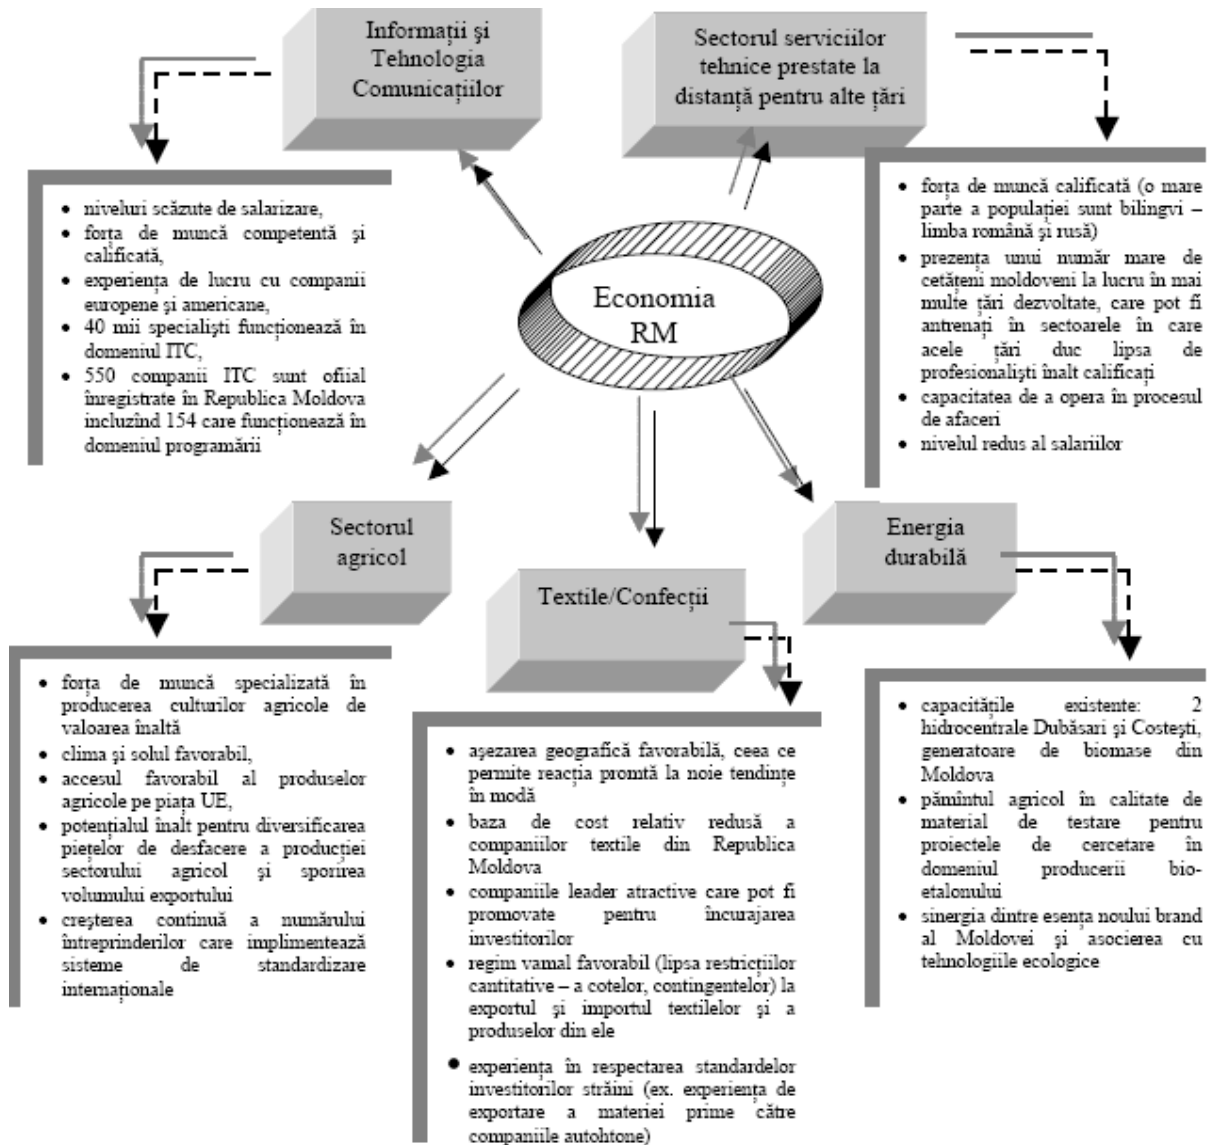 Informații și
Tehnologia
Comunicațiilor
Sectorul serviciilor
tehnice prestate la
distanță pentru alte țări
niveluri scăzute de salarizare,
forța de muncă competentă și
calificată,
experiența de lucru cu companii
europene și americane,
40 mii specialiști funcționează în
domeniul ITC,
550 companii ITC sunt ofiial
înregistrate în Republica Moldova
incluzînd 154 care funcționează în
domeniul programării
forța de muncă calificată (o mare
parte a populației sunt bilingvi –
limba română și rusă)
prezența unui număr mare de
cetățeni moldoveni la lucru în mai
multe țări dezvoltate, care pot fi
antrenați în sectoarele în care
acele țări duc lipsa de
profesionaliști înalt calificați
capacitatea de a opera în procesul
de afaceri
nivelul redus al salariilor
Economia
RM
Sectorul
agricol
Textile/Confecții
Energia
durabilă
forța de muncă specializată în
producerea culturilor agricole de
valoarea înaltă
clima și solul favorabil,
accesul favorabil al produselor
agricole pe piața UE,
potențialul înalt pentru diversificarea
piețelor de desfacere a producției
sectorului agricol și sporirea
volumului exportului
creșterea continuă a numărului
întreprinderilor care implimentează
sisteme de standardizare
internaționale
așezarea geografică favorabilă, ceea ce
permite reacția promtă la noie tendințe
în modă
baza de cost relativ redusă a
companiilor textile din Republica
Moldova
companiile leader atractive care pot fi
promovate pentru încurajarea
investitorilor
regim vamal favorabil (lipsa restricțiilor
cantitative – a cotelor, contingentelor) la
exportul și importul textilelor și a
produselor din ele
experiența în respectarea standardelor
investitorilor străini (ex. experiența de
exportare a materiei prime către
companiile autohtone)
capacitățile existente: 2
hidrocentrale Dubăsari și Costești,
generatoare de biomase din
Moldova
pămîntul agricol în calitate de
material de testare pentru
proiectele de cercetare în
domeniul producerii bio-
etalonului
sinergia dintre esența noului brand
al Moldovei și asocierea cu
tehnologiile ecologice